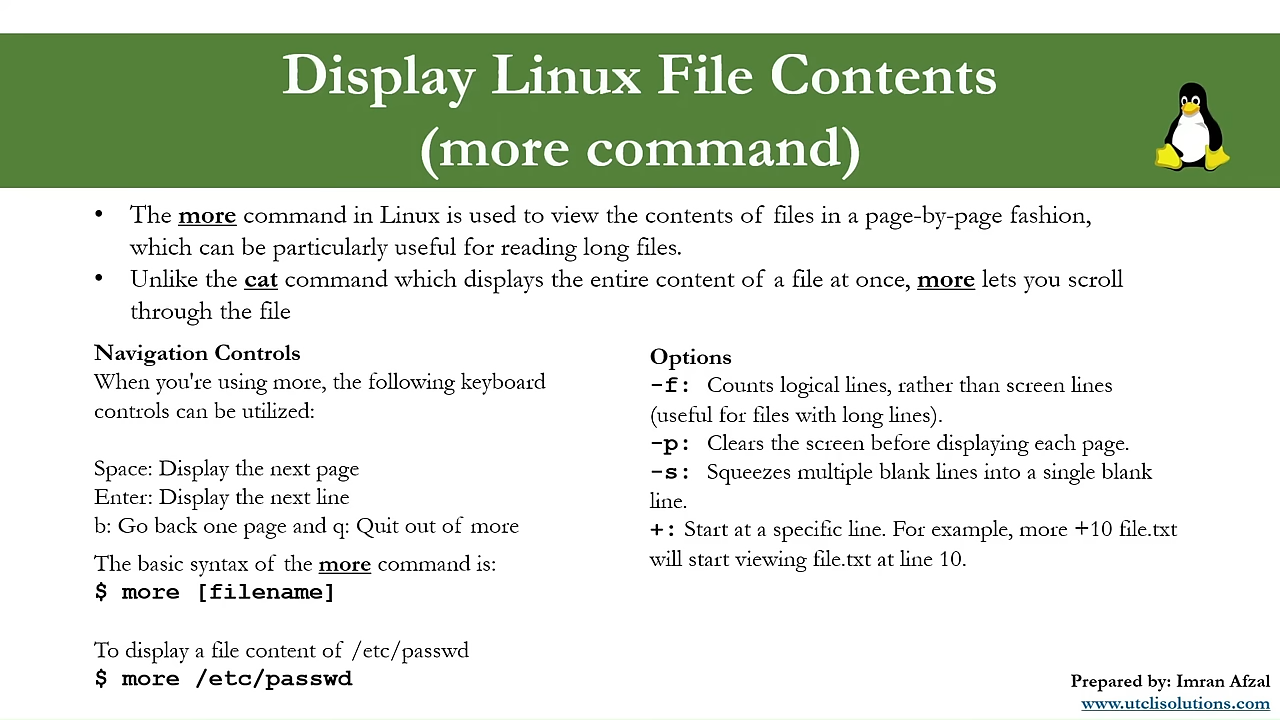 Display Linux File Contents
(more command)
• The more command in Linux is used to view the contents of files in a page-by-page fashion,
which can be particularly useful for reading long files.
• Unlike the cat command which displays the entire content of a file at once, more lets you scroll
through the file
Navigation Controls
When you're using more, the following keyboard
controls can be utilized:
Space: Display the next page
Enter: Display the next line
b: Go back one page and q: Quit out of more
The basic syntax of the more command is:
$ more [filename]
To display a file content of /etc/passwd
$ more /etc/passwd
Options
-f: Counts logical lines, rather than screen lines
(useful for files with long lines).
-p: Clears the screen before displaying each page.
-s: Squeezes multiple blank lines into a single blank
line.
+: Start at a specific line. For example, more +10 file.txt
will start viewing file.txt at line 10.
Prepared by: Imran Afzal
www.utclisolutions.com